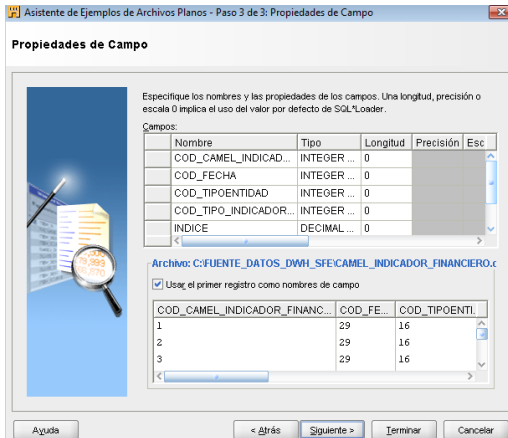 Asistente de Ejemplos de Archivos Planos - Paso 3 de 3: Propiedades de Campo
Propiedades de Campo
Especifique los nombres y las propiedades de los campos. Una longitud, precisión o
escala 0 implica el uso del valor por defecto de SQL*Loader.
Campos:
Nombre Tipo Longitud Precisión Esc
COD_CAMEL_INDICAD... INTEGER ... 0
COD_FECHA INTEGER ... 0
COD_TIPOENTIDAD INTEGER ... 0
COD_TIPO_INDICADOR... INTEGER ... 0
INDICE DECIMAL ... 0
Archivo: C:\FUENTE_DATOS_DWH_SFE\CAMEL_INDICADOR_FINANCIERO.c
Usar el primer registro como nombres de campo
COD_CAMEL_INDICADOR_FINANC... COD_FE... COD_TIPOENTI.
1 29 16
2 29 16
3 29 16
Ayuda < Atrás Siguiente > Terminar Cancelar